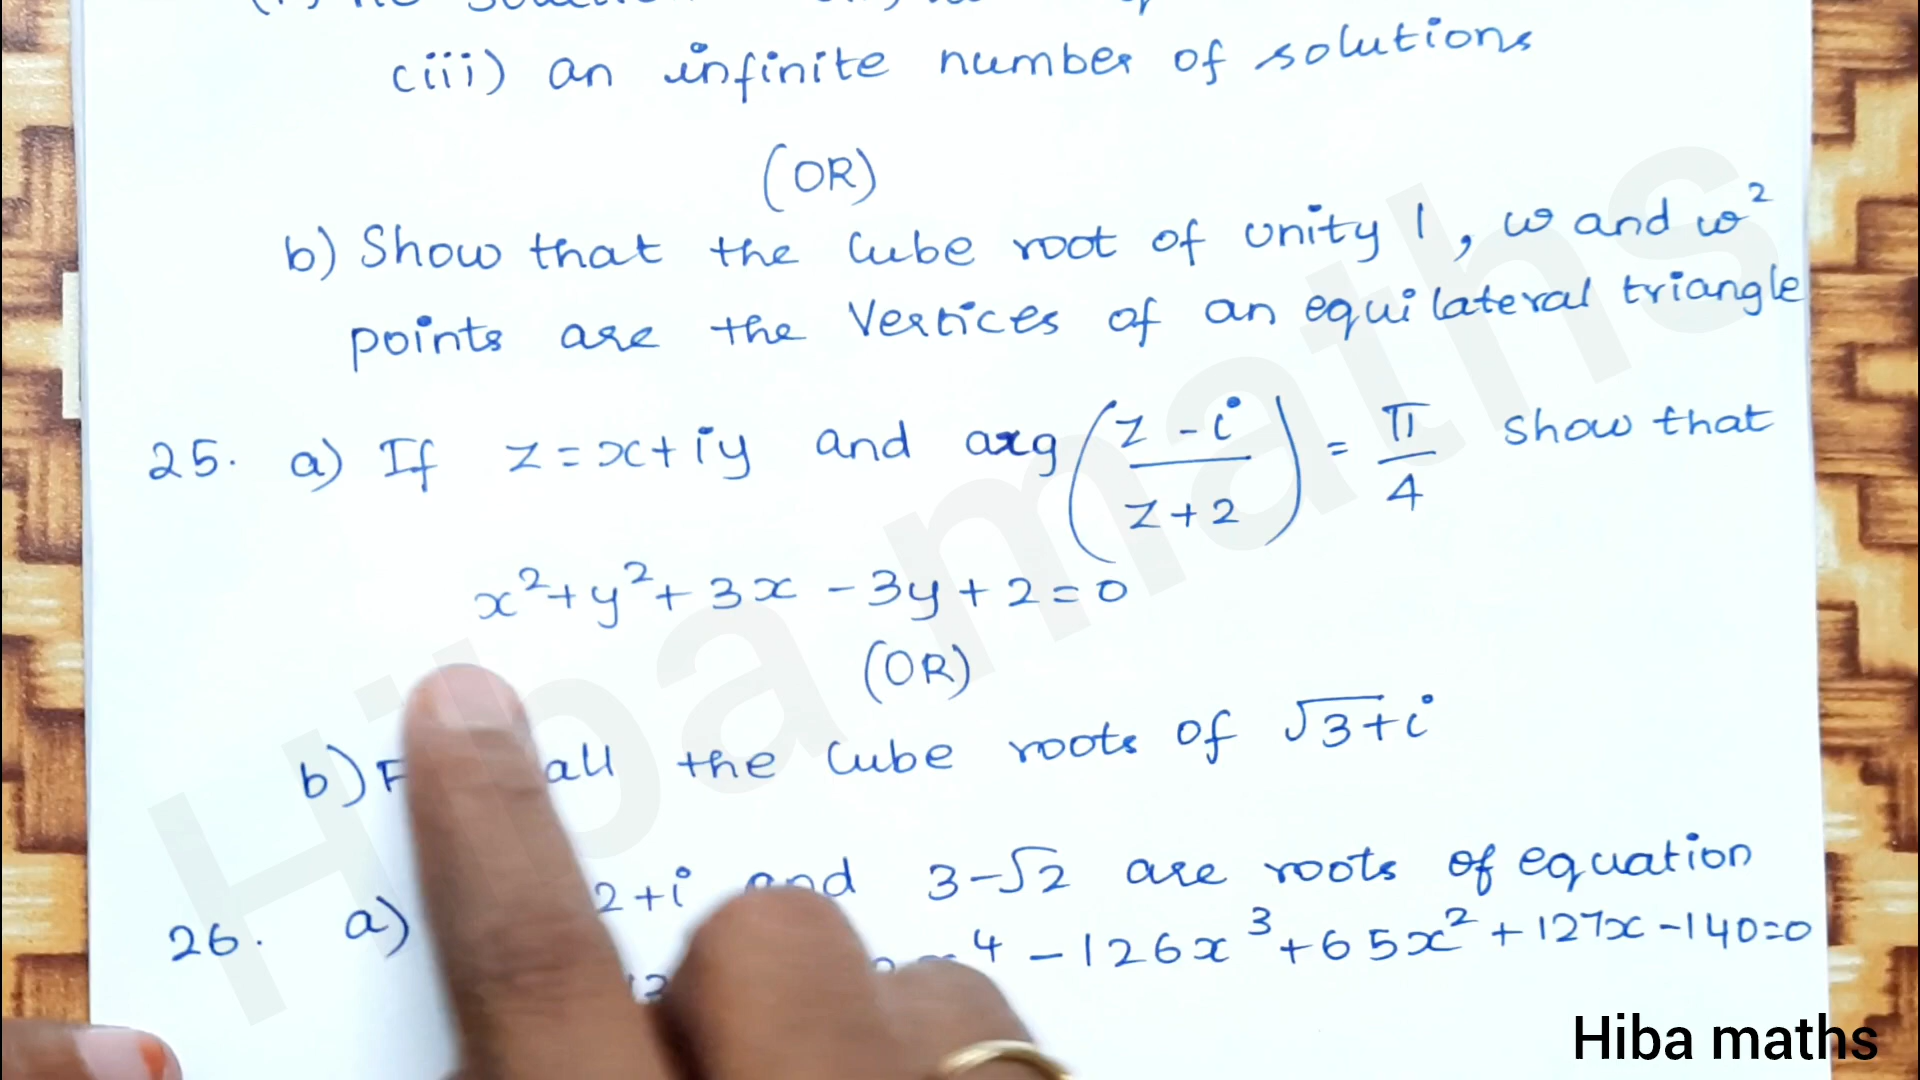 ciii) an infinite number of solutions
(OR)
b) Show that the Cube root of unity 1, ω and ω²
points are the Vertices of an equilateral triangle
25. a) If z = x + iy and arg (z - i / z + 2) = π/4 show that
x² + y² + 3x - 3y + 2 = 0
(OR)
b) all the Cube roots of √3+i
26. a) 2+i and 3-√2 are roots of equation
⁴ - 126x³ + 65x² + 127x - 140 = 0
Hiba maths
Hiba maths